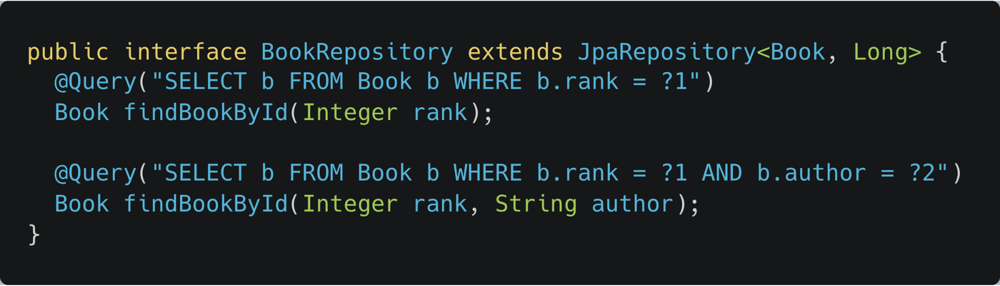 public interface BookRepository extends JpaRepository<Book, Long> {
  @Query("SELECT b FROM Book b WHERE b.rank = ?1")
  Book findBookById(Integer rank);

  @Query("SELECT b FROM Book b WHERE b.rank = ?1 AND b.author = ?2")
  Book findBookById(Integer rank, String author);
}